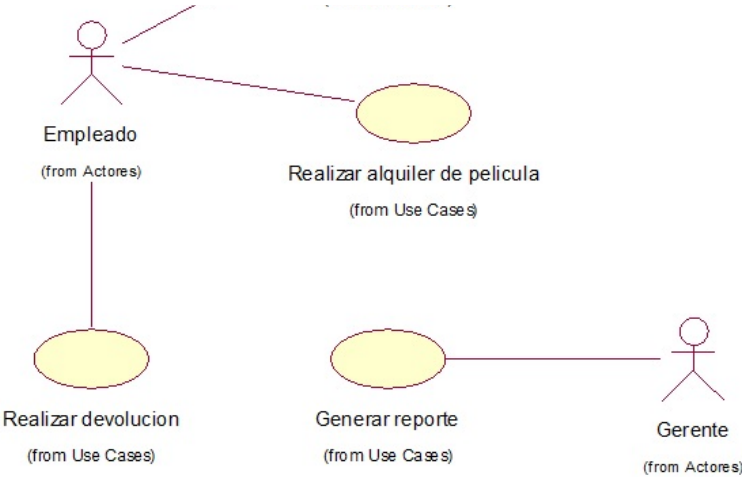 Empleado
(from Actores)
Realizar alquiler de pelicula
(from Use Cases)
Realizar devolucion
(from Use Cases)
Generar reporte
(from Use Cases)
Gerente
(from Actores)